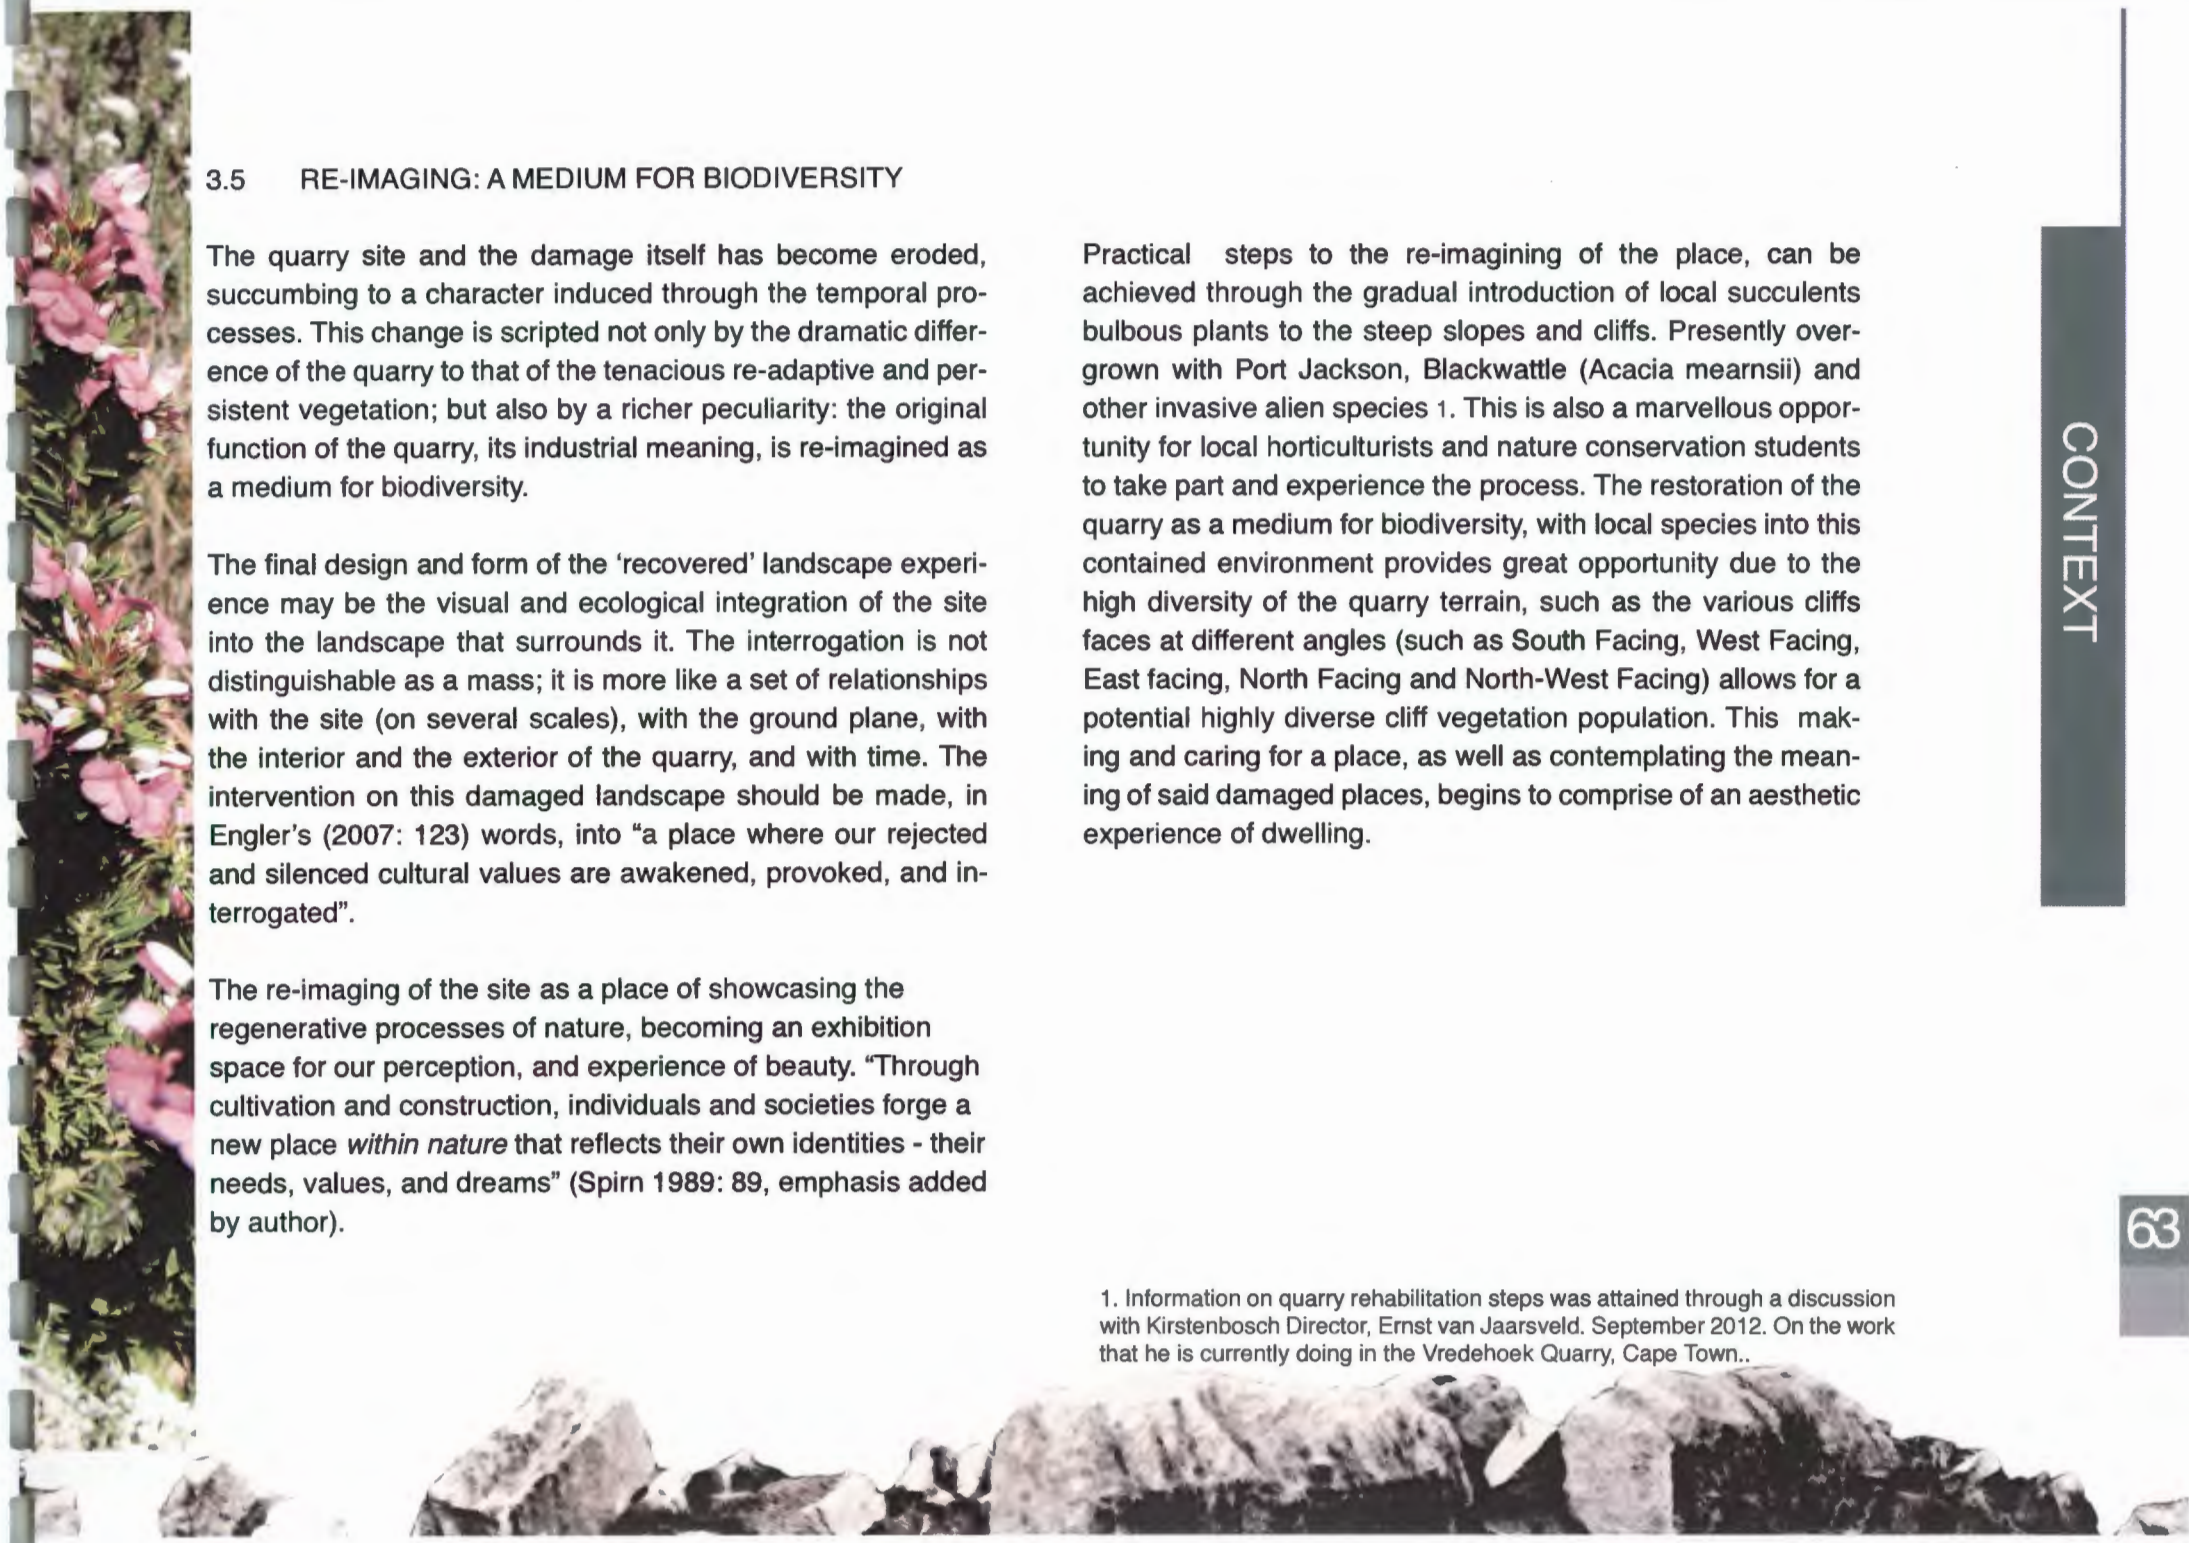 3.5 RE-IMAGING: A MEDIUM FOR BIODIVERSITY
The quarry site and the damage itself has become eroded,
succumbing to a character induced through the temporal pro-
cesses. This change is scripted not only by the dramatic differ-
ence of the quarry to that of the tenacious re-adaptive and per-
sistent vegetation; but also by a richer peculiarity: the original
function of the quarry, its industrial meaning, is re-imagined as
a medium for biodiversity.
The final design and form of the ‘recovered’ landscape experi-
ence may be the visual and ecological integration of the site
into the landscape that surrounds it. The interrogation is not
distinguishable as a mass; it is more like a set of relationships
with the site (on several scales), with the ground plane, with
the interior and the exterior of the quarry, and with time. The
intervention on this damaged landscape should be made, in
Engler’s (2007: 123) words, into “a place where our rejected
and silenced cultural values are awakened, provoked, and in-
terrogated”.
The re-imaging of the site as a place of showcasing the
regenerative processes of nature, becoming an exhibition
space for our perception, and experience of beauty. “Through
cultivation and construction, individuals and societies forge a
new place within nature that reflects their own identities - their
needs, values, and dreams” (Spirn 1989: 89, emphasis added
by author).
Practical steps to the re-imagining of the place, can be
achieved through the gradual introduction of local succulents
bulbous plants to the steep slopes and cliffs. Presently over-
grown with Port Jackson, Blackwattle (Acacia mearnsii) and
other invasive alien species 1. This is also a marvellous oppor-
tunity for local horticulturists and nature conservation students
to take part and experience the process. The restoration of the
quarry as a medium for biodiversity, with local species into this
contained environment provides great opportunity due to the
high diversity of the quarry terrain, such as the various cliffs
faces at different angles (such as South Facing, West Facing,
East facing, North Facing and North-West Facing) allows for a
potential highly diverse cliff vegetation population. This mak-
ing and caring for a place, as well as contemplating the mean-
ing of said damaged places, begins to comprise of an aesthetic
experience of dwelling.
1. Information on quarry rehabilitation steps was attained through a discussion
with Kirstenbosch Director, Ernst van Jaarsveld. September 2012. On the work
that he is currently doing in the Vredehoek Quarry, Cape Town..
CONTEXT
63